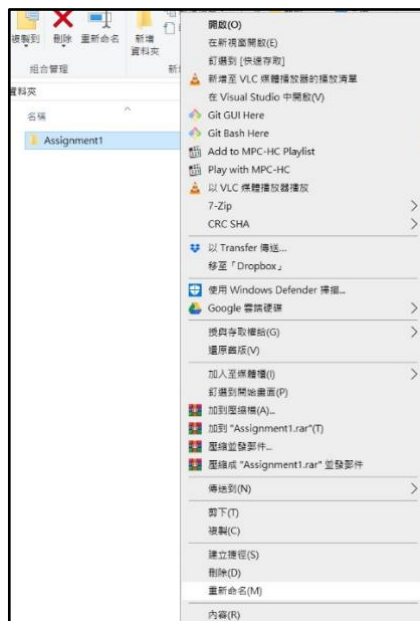 複製到 刪除 重新命名
新增
資料夾
組合管理
新
資料夾
名稱
Assignment1
開啟(O)
在新視窗開啟(E)
釘選到 [快速存取]
新增至 VLC 媒體播放器的播放清單
在 Visual Studio 中開啟(V)
Git GUI Here
Git Bash Here
Add to MPC-HC Playlist
Play with MPC-HC
以 VLC 媒體播放器播放
7-Zip
CRC SHA
以 Transfer 傳送...
移至「Dropbox」
使用 Windows Defender 掃描...
Google 雲端硬碟
授與存取權給(G)
還原舊版(V)
加入至媒體櫃(I)
釘選到開始畫面(P)
加到壓縮檔(A)...
加到 "Assignment1.rar"(T)
壓縮並發郵件...
壓縮成 "Assignment1.rar" 並發郵件
傳送到(N)
剪下(T)
複製(C)
建立捷徑(S)
刪除(D)
重新命名(M)
內容(R)